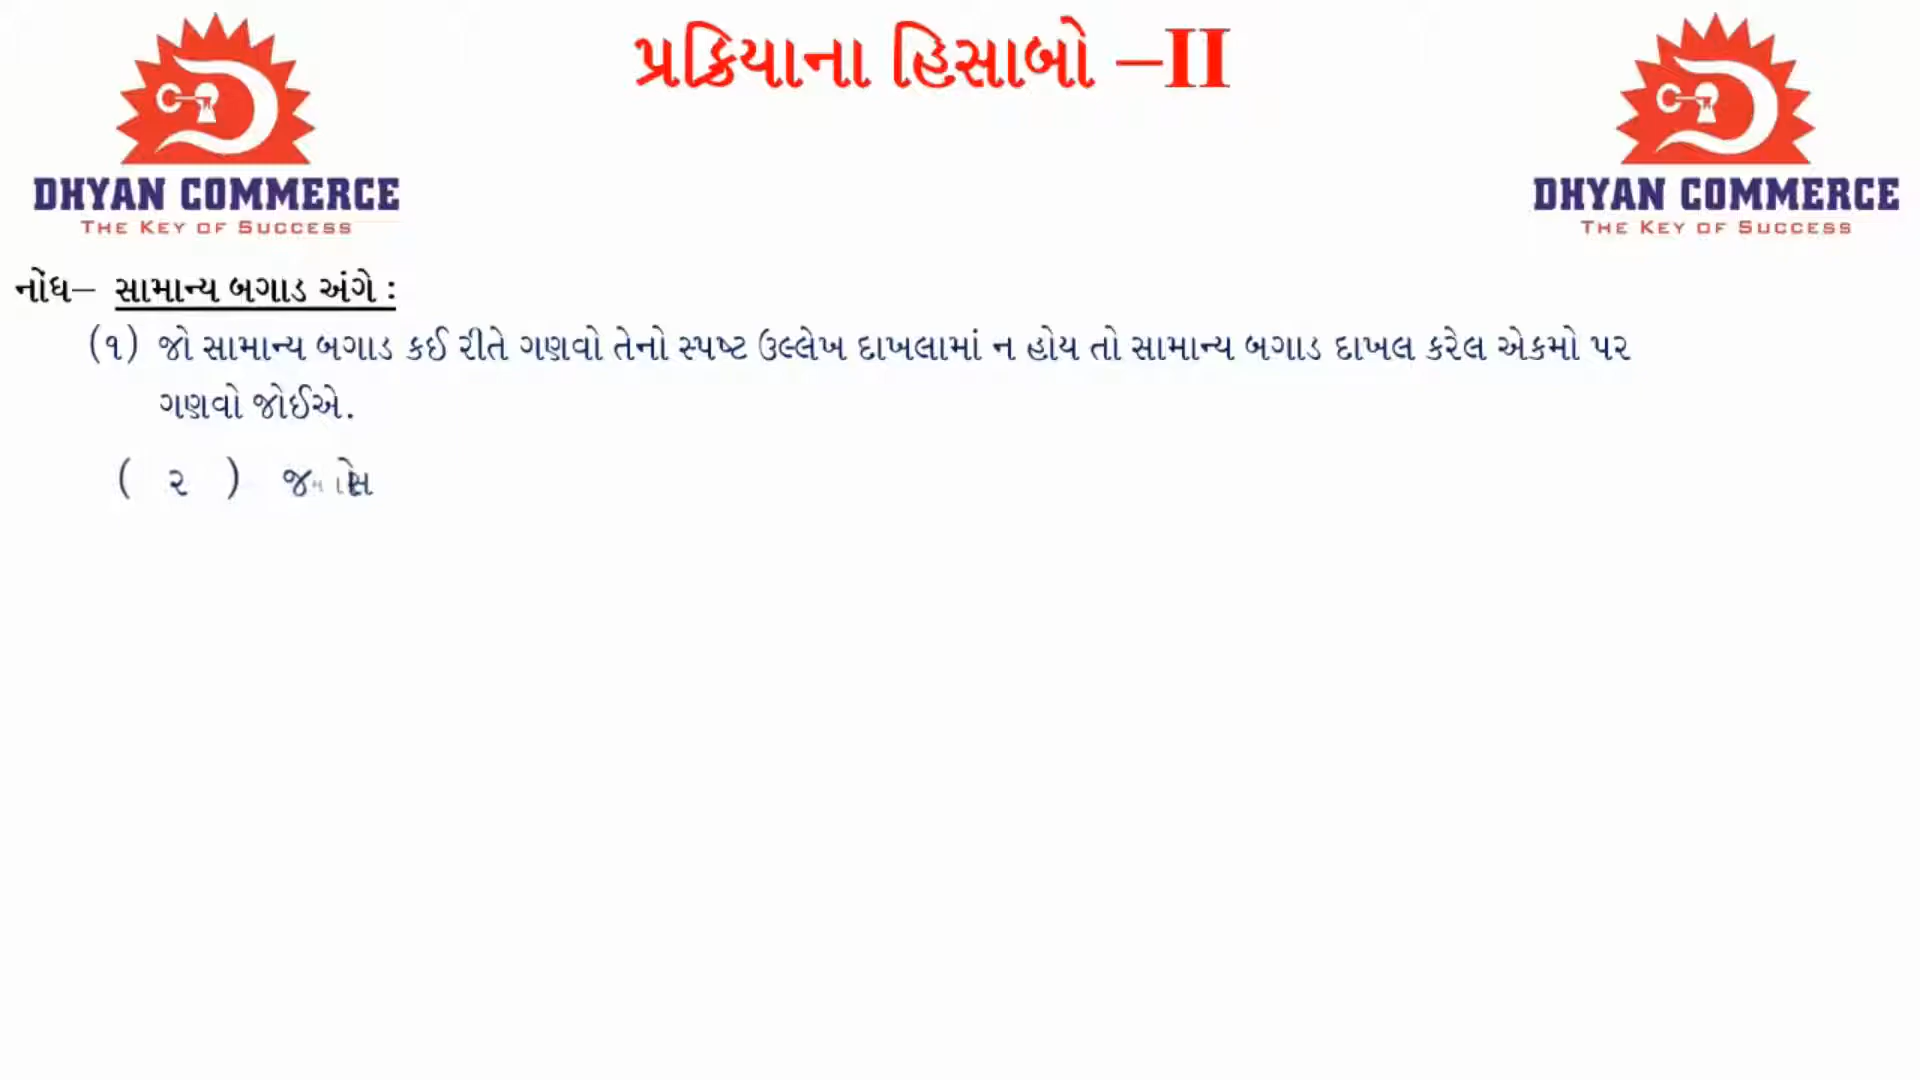 પ્રક્રિયાના હિસાબો –II
DHYAN COMMERCE
THE KEY OF SUCCESS
DHYAN COMMERCE
THE KEY OF SUCCESS
નોંધ– સામાન્ય બગાડ અંગે :
(૧) જો સામાન્ય બગાડ કઈ રીતે ગણવો તેનો સ્પષ્ટ ઉલ્લેખ દાખલામાં ન હોય તો સામાન્ય બગાડ દાખલ કરેલ એકમો પર
ગણવો જોઈએ.
( ૨ )